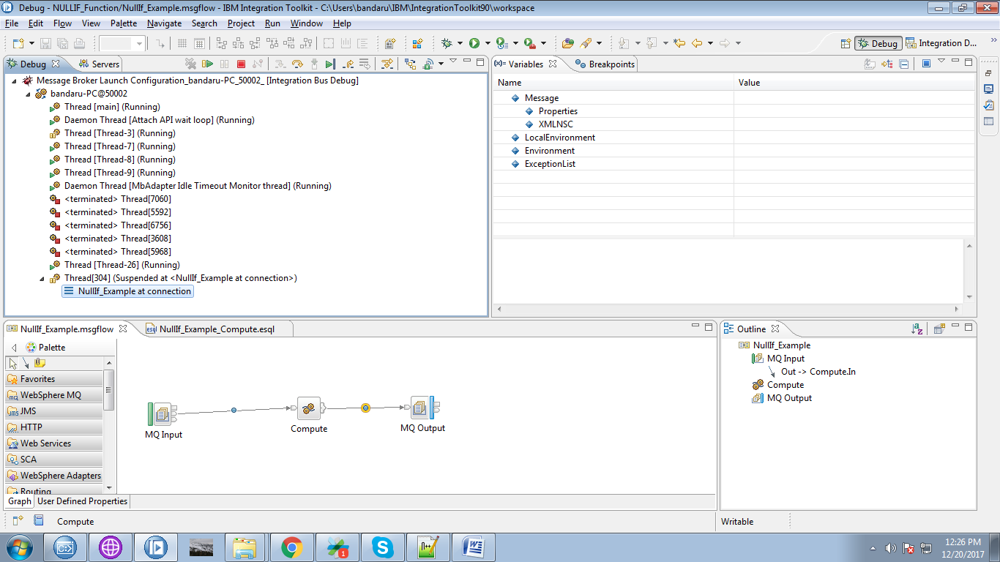 Debug - NULLIF_Function/NullIf_Example.msgflow - IBM Integration Toolkit - C:\Users\bandaru\IBM\IntegrationToolkit90\workspace
File Edit Flow View Palette Navigate Search Project Run Window Help
Debug Integration D...
Debug Servers
Message Broker Launch Configuration_bandaru-PC_50002_ [Integration Bus Debug]
bandaru-PC@50002
Thread [main] (Running)
Daemon Thread [Attach API wait loop] (Running)
Thread [Thread-3] (Running)
Thread [Thread-7] (Running)
Thread [Thread-8] (Running)
Thread [Thread-9] (Running)
Daemon Thread [MbAdapter Idle Timeout Monitor thread] (Running)
<terminated> Thread[7060]
<terminated> Thread[5592]
<terminated> Thread[6756]
<terminated> Thread[3608]
<terminated> Thread[5968]
Thread [Thread-26] (Running)
Thread[304] (Suspended at <NullIf_Example at connection>)
NullIf_Example at connection
Variables Breakpoints
Name Value
Message
Properties
XMLNSC
LocalEnvironment
Environment
ExceptionList
NullIf_Example.msgflow NullIf_Example_Compute.esql
Palette
Favorites
WebSphere MQ
JMS
HTTP
Web Services
SCA
WebSphere Adapters
Routing
MQ Input
Compute
MQ Output
Graph User Defined Properties
Outline
NullIf_Example
MQ Input
Out -> Compute.In
Compute
MQ Output
Compute
Writable
1
12:26 PM
12/20/2017